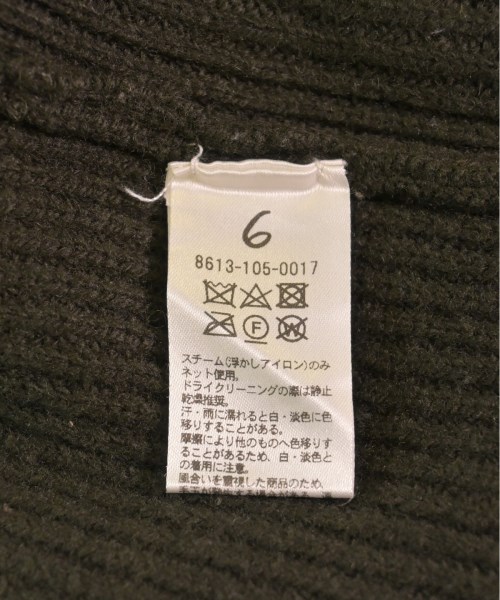 6
8613-105-0017
F W
スチーム(浮かしアイロン)のみ
ネット使用。
ドライクリーニングの際は静止
乾燥推奨。
汗・雨に濡れると白・淡色に色
移りすることがある。
摩擦により他のものへ色移りす
ることがあるため、白・淡色と
の着用に注意。
風合いを重視した商品のため、